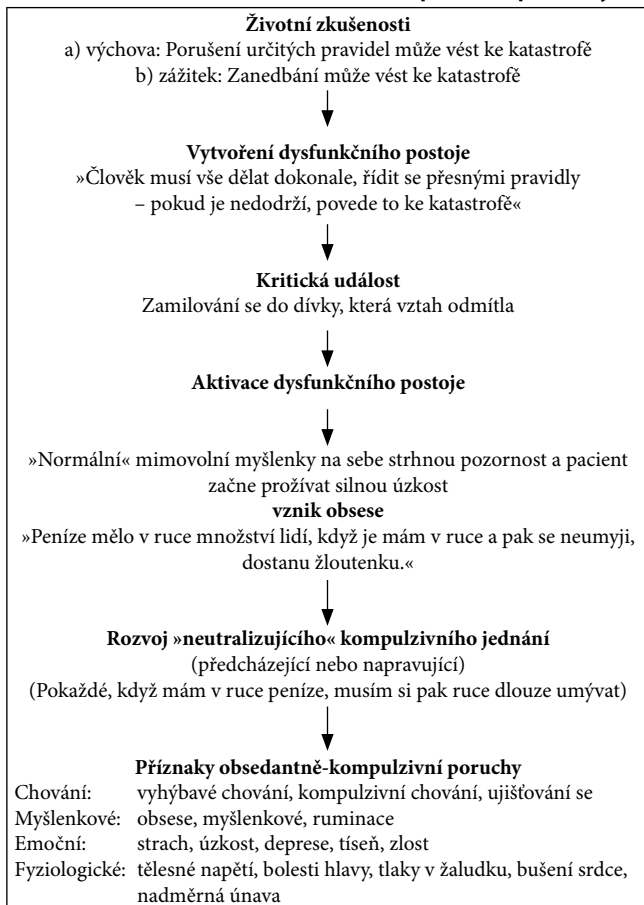 Životní zkušenosti
a) výchova: Porušení určitých pravidel může vést ke katastrofě
b) zážitek: Zanedbání může vést ke katastrofě
Vytvoření dysfunkčního postoje
»Člověk musí vše dělat dokonale, řídit se přesnými pravidly
– pokud je nedodrží, povede to ke katastrofě«
Kritická událost
Zamilování se do dívky, která vztah odmítla
Aktivace dysfunkčního postoje
»Normální« mimovolní myšlenky na sebe strhnou pozornost a pacient
začne prožívat silnou úzkost
vznik obsese
»Peníze mělo v ruce množství lidí, když je mám v ruce a pak se neumyji,
dostanu žloutenku.«
Rozvoj »neutralizujícího« kompulzivního jednání
(předcházející nebo napravující)
(Pokaždé, když mám v ruce peníze, musím si pak ruce dlouze umývat)
Příznaky obsedantně-kompulzivní poruchy
Chování: vyhýbavé chování, kompulzivní chování, ujišťování se
Myšlenkové: obsese, myšlenkové, ruminace
Emoční: strach, úzkost, deprese, tíseň, zlost
Fyziologické: tělesné napětí, bolesti hlavy, tlaky v žaludku, bušení srdce,
nadměrná únava